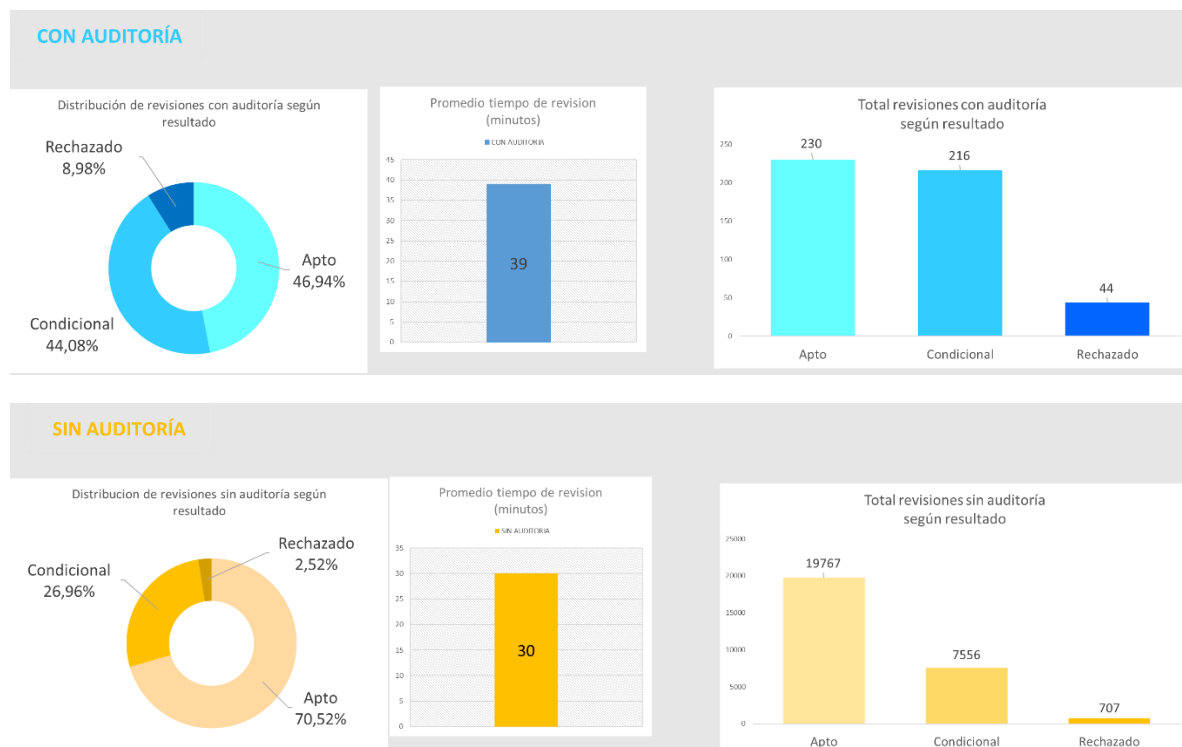 CON AUDITORÍA
Distribución de revisiones con auditoría según
resultado
Rechazado
8,98%
Apto
46,94%
Condicional
44,08%
Promedio tiempo de revision
(minutos)
CON AUDITORIA
45
40
35
30
25
20
15
10
5
0
39
Total revisiones con auditoría
según resultado
250
200
150
100
50
0
230
216
44
Apto
Condicional
Rechazado
SIN AUDITORÍA
Distribucion de revisiones sin auditoría según
resultado
Rechazado
2,52%
Condicional
26,96%
Apto
70,52%
Promedio tiempo de revision
(minutos)
SIN AUDITORIA
35
30
25
20
15
10
5
0
30
Total revisiones sin auditoría
según resultado
25000
20000
15000
10000
5000
0
19767
7556
707
Apto
Condicional
Rechazado